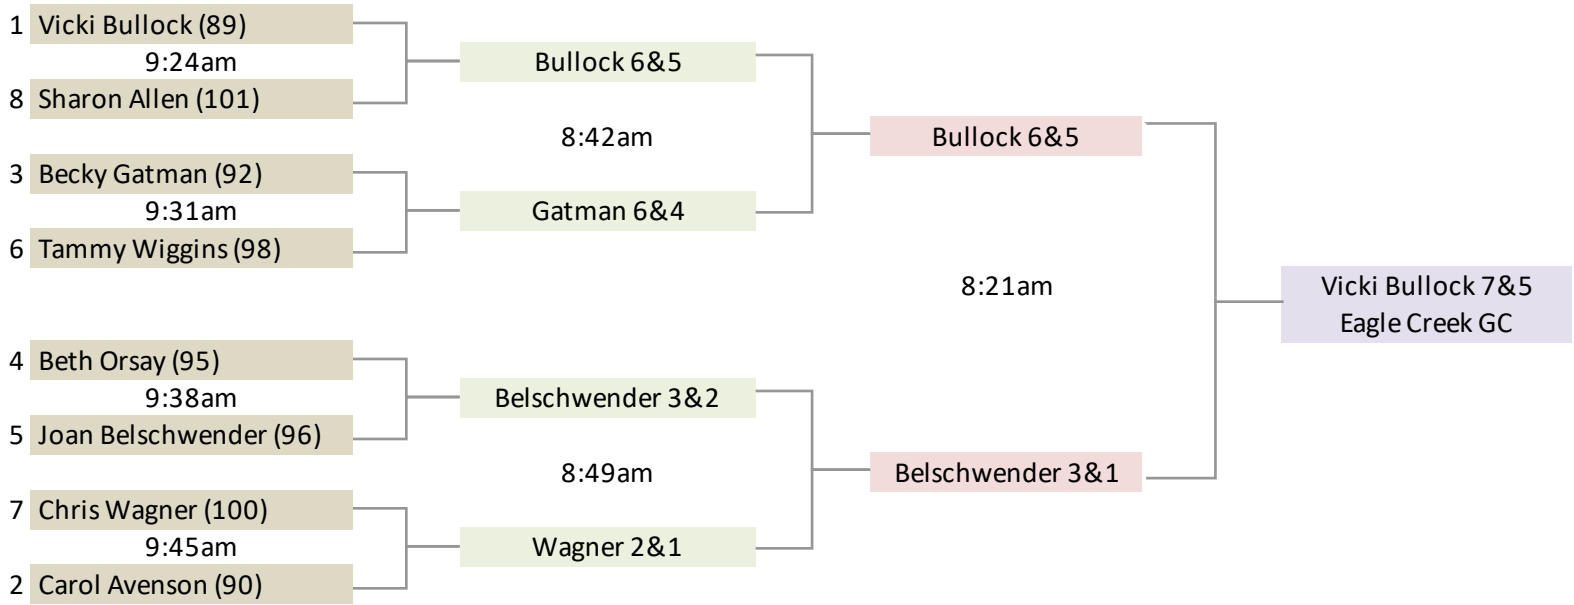 1 Vicki Bullock (89)
9:24am
8 Sharon Allen (101)
3 Becky Gatman (92)
9:31am
6 Tammy Wiggins (98)
4 Beth Orsay (95)
9:38am
5 Joan Belschwender (96)
7 Chris Wagner (100)
9:45am
2 Carol Avenson (90)
Bullock 6&5
8:42am
Gatman 6&4
Belschwender 3&2
8:49am
Wagner 2&1
Bullock 6&5
8:21am
Belschwender 3&1
Vicki Bullock 7&5
Eagle Creek GC